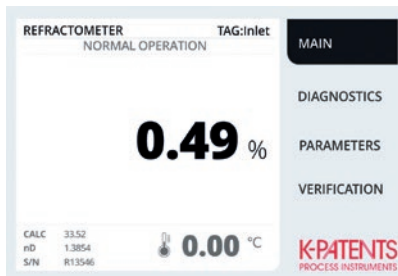 REFRACTOMETER TAG:Inlet
NORMAL OPERATION
0.49 %
CALC 33.52
nD 1.3854
S/N R13546
0.00 °C
MAIN
DIAGNOSTICS
PARAMETERS
VERIFICATION
K-PATENTS
PROCESS INSTRUMENTS